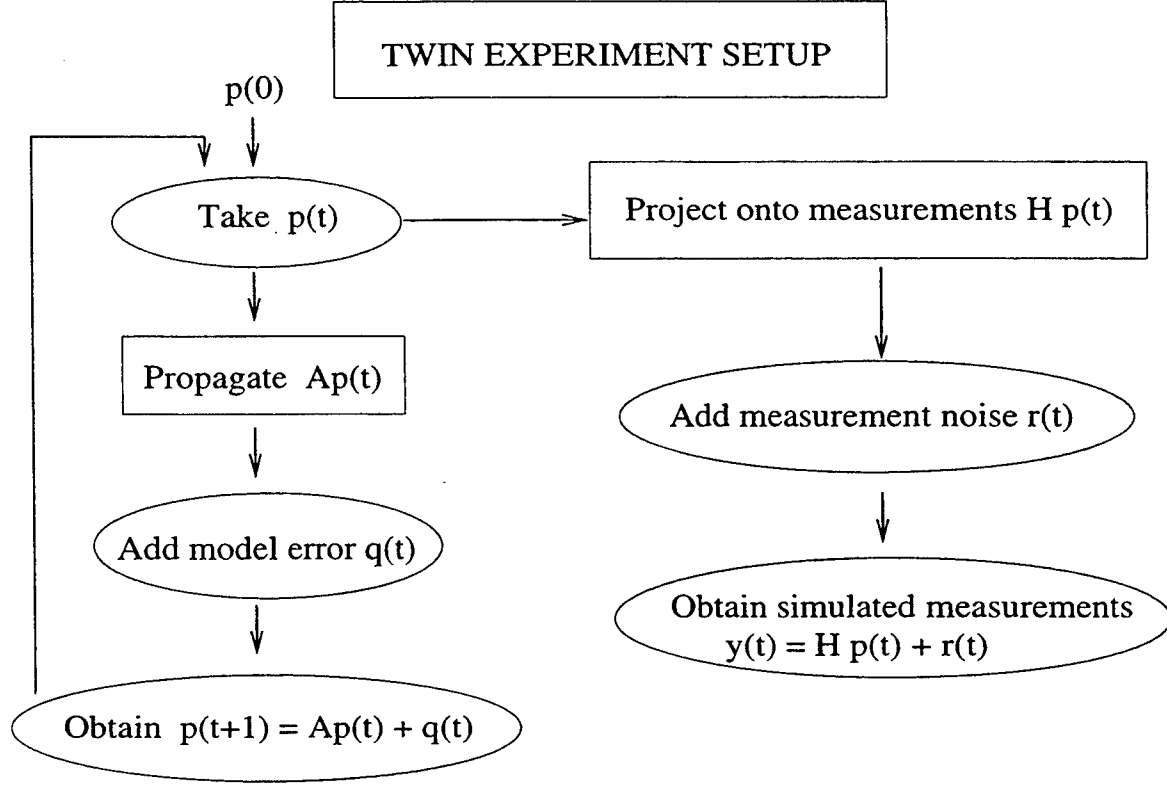 TWIN EXPERIMENT SETUP
p(0)
Take p(t)
Project onto measurements H p(t)
Propagate Ap(t)
Add measurement noise r(t)
Add model error q(t)
Obtain simulated measurements
y(t) = H p(t) + r(t)
Obtain p(t+1) = Ap(t) + q(t)